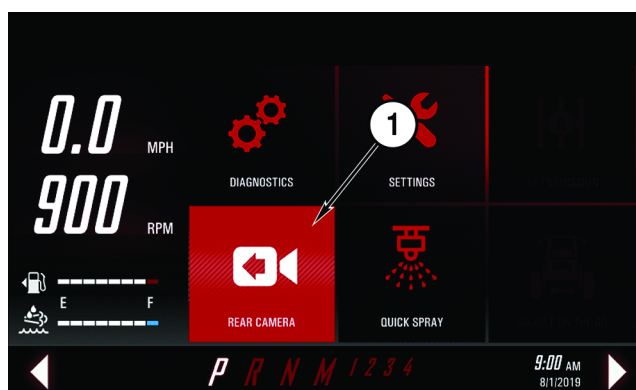 0.0 MPH
900 RPM
E F
DIAGNOSTICS
1
SETTINGS
REAR CAMERA
QUICK SPRAY
P R N M 1 2 3 4
9:00 AM
8/1/2019